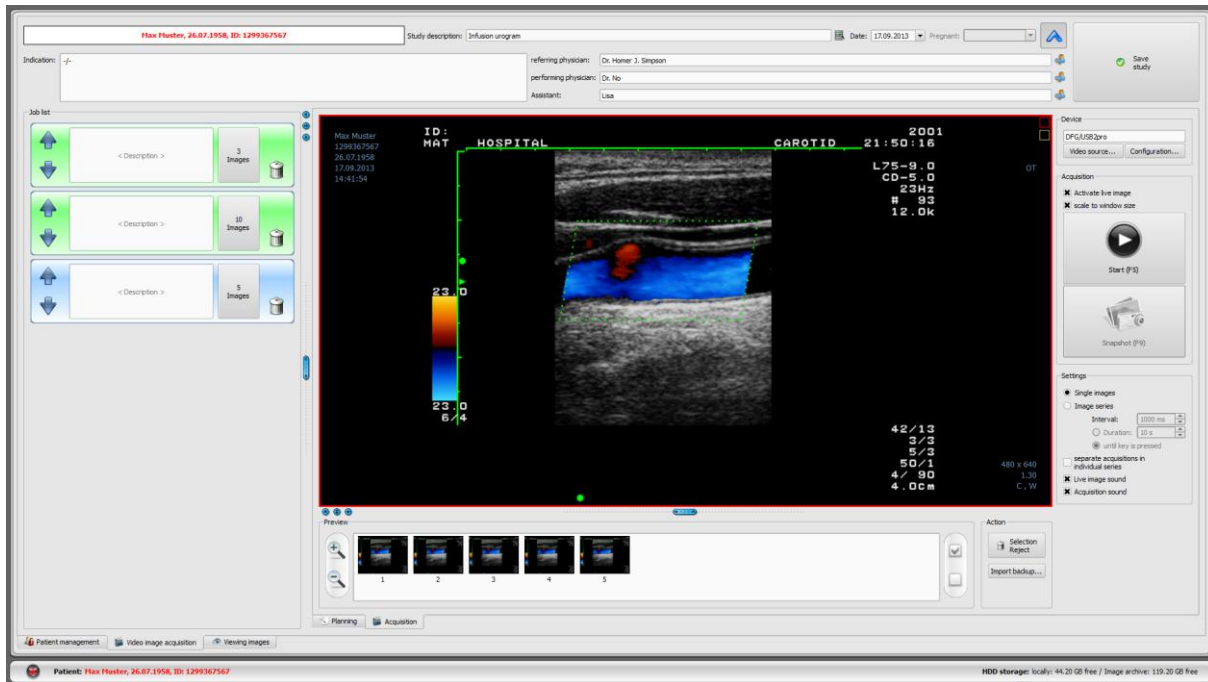 Max Muster, 26.07.1958, ID: 1299367567
Study description: Infusion urogram
Date: 17.09.2013 Pregnant:
Save study
Indication: -/-
referring physician: Dr. Homer J. Simpson
performing physician: Dr. No
Assistant: Lisa
Job list
< Description >
3
Images
< Description >
10
Images
< Description >
5
Images
Max Muster
1299367567
26.07.1958
17.09.2013
14:41:54
ID:
MAT HOSPITAL CAROTID
2001
21:50:16
L75-9.0
CD-5.0
23Hz
# 93
12.0k
OT
23.0
23.0
6/4
42/13
3/3
5/3
50/1
4/ 90
4.0cm
480 x 640
1.30
C , W
Device
DFG/USB2pro
Video source... Configuration...
Acquisition
Activate live image
scale to window size
Start (F5)
Snapshot (F9)
Settings
Single images
Image series
Interval: 1000 ms
Duration: 10 s
until key is pressed
separate acquisitions in
individual series
Live image sound
Acquisition sound
Preview
1 2 3 4 5
Action
Selection
Reject
Import backup...
Planning Acquisition
Patient management Video image acquisition Viewing images
Patient: Max Muster, 26.07.1958, ID: 1299367567
HDD storage: locally: 44.20 GB free / Image archive: 119.20 GB free